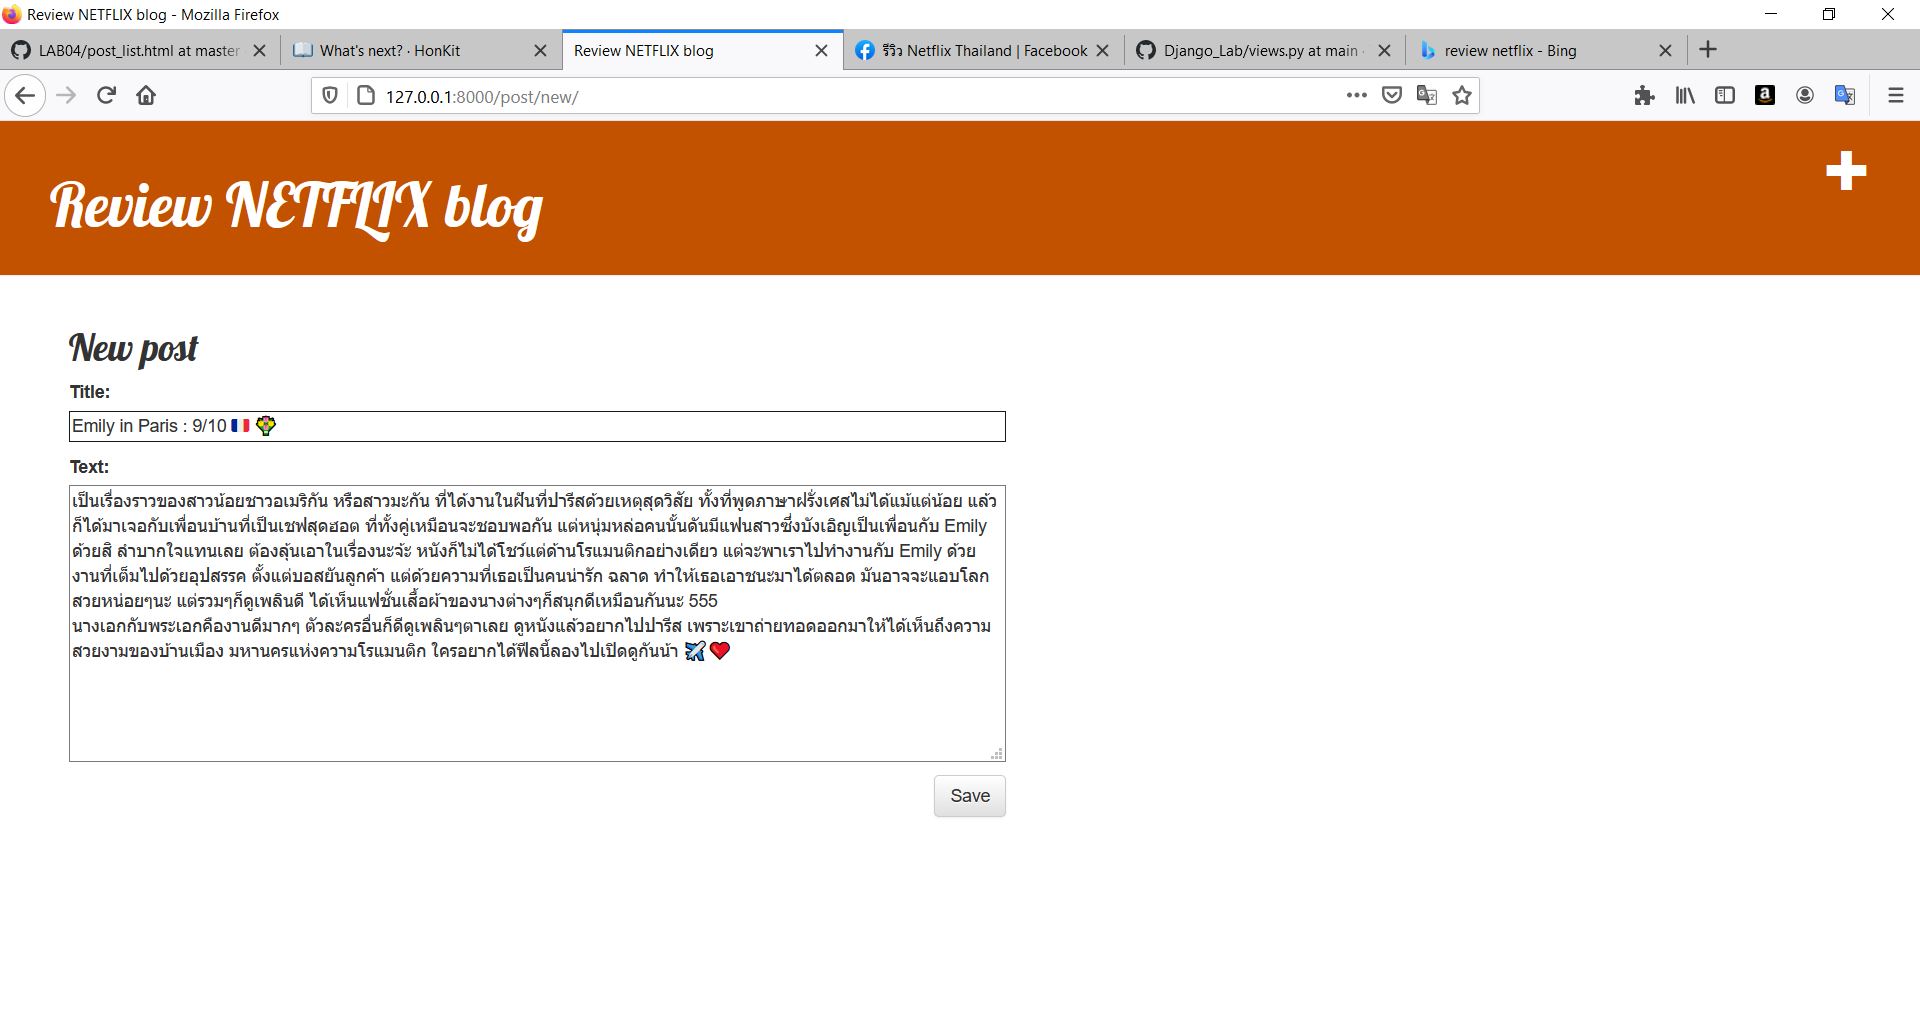 Review NETFLIX blog - Mozilla Firefox
LAB04/post_list.html at master
What's next? · HonKit
Review NETFLIX blog
รีวิว Netflix Thailand | Facebook
Django_Lab/views.py at main
review netflix - Bing
127.0.0.1:8000/post/new/
Review NETFLIX blog
New post
Title:
Emily in Paris : 9/10 🇫🇷 💐
Text:
เป็นเรื่องราวของสาวน้อยชาวอเมริกัน หรือสาวมะกัน ที่ได้งานในฝันที่ปารีสด้วยเหตุสุดวิสัย ทั้งที่พูดภาษาฝรั่งเศสไม่ได้แม้แต่น้อย แล้ว
ก็ได้มาเจอกับเพื่อนบ้านที่เป็นเชฟสุดฮอต ที่ทั้งคู่เหมือนจะชอบพอกัน แต่หนุ่มหล่อคนนั้นดันมีแฟนสาวซึ่งบังเอิญเป็นเพื่อนกับ Emily
ด้วยสิ ลำบากใจแทนเลย ต้องลุ้นเอาในเรื่องนะจ้ะ หนังก็ไม่ได้โชว์แต่ด้านโรแมนติกอย่างเดียว แต่จะพาเราไปทำงานกับ Emily ด้วย
งานที่เต็มไปด้วยอุปสรรค ตั้งแต่บอสยันลูกค้า แต่ด้วยความที่เธอเป็นคนน่ารัก ฉลาด ทำให้เธอเอาชนะมาได้ตลอด มันอาจจะแอบโลก
สวยหน่อยๆนะ แต่รวมๆก็ดูเพลินดี ได้เห็นแฟชั่นเสื้อผ้าของนางต่างๆก็สนุกดีเหมือนกันนะ 555
นางเอกกับพระเอกคืองานดีมากๆ ตัวละครอื่นก็ดีดูเพลินๆตาเลย ดูหนังแล้วอยากไปปารีส เพราะเขาถ่ายทอดออกมาให้ได้เห็นถึงความ
สวยงามของบ้านเมือง มหานครแห่งความโรแมนติก ใครอยากได้ฟีลนี้ลองไปเปิดดูกันน้า ✈️ ❤️
Save